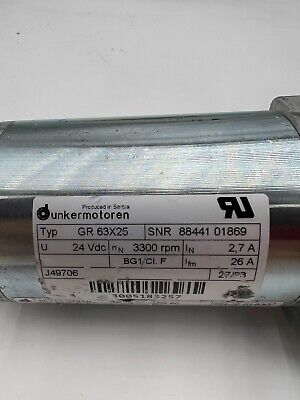 Produced in Serbia
dunkermotoren
Typ GR 63X25 SNR 88441 01869
U 24 Vdc nN 3300 rpm IN 2,7 A
BG1/Cl. F Ifm 26 A
J49706 27/23
3005183257